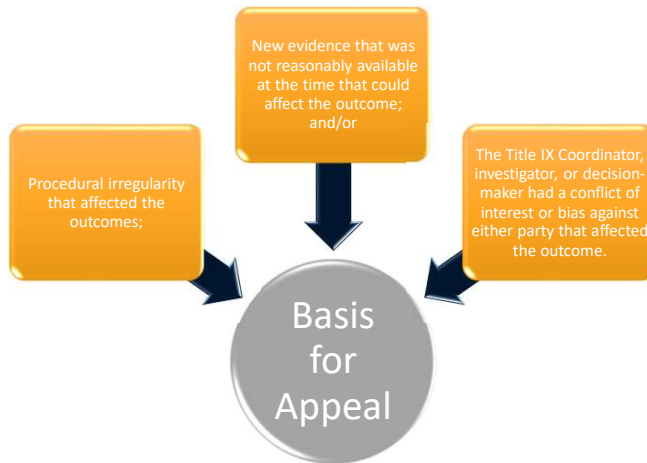 Procedural irregularity
that affected the
outcomes;
New evidence that was
not reasonably available
at the time that could
affect the outcome;
and/or
The Title IX Coordinator,
investigator, or decision-
maker had a conflict of
interest or bias against
either party that affected
the outcome.
Basis
for
Appeal